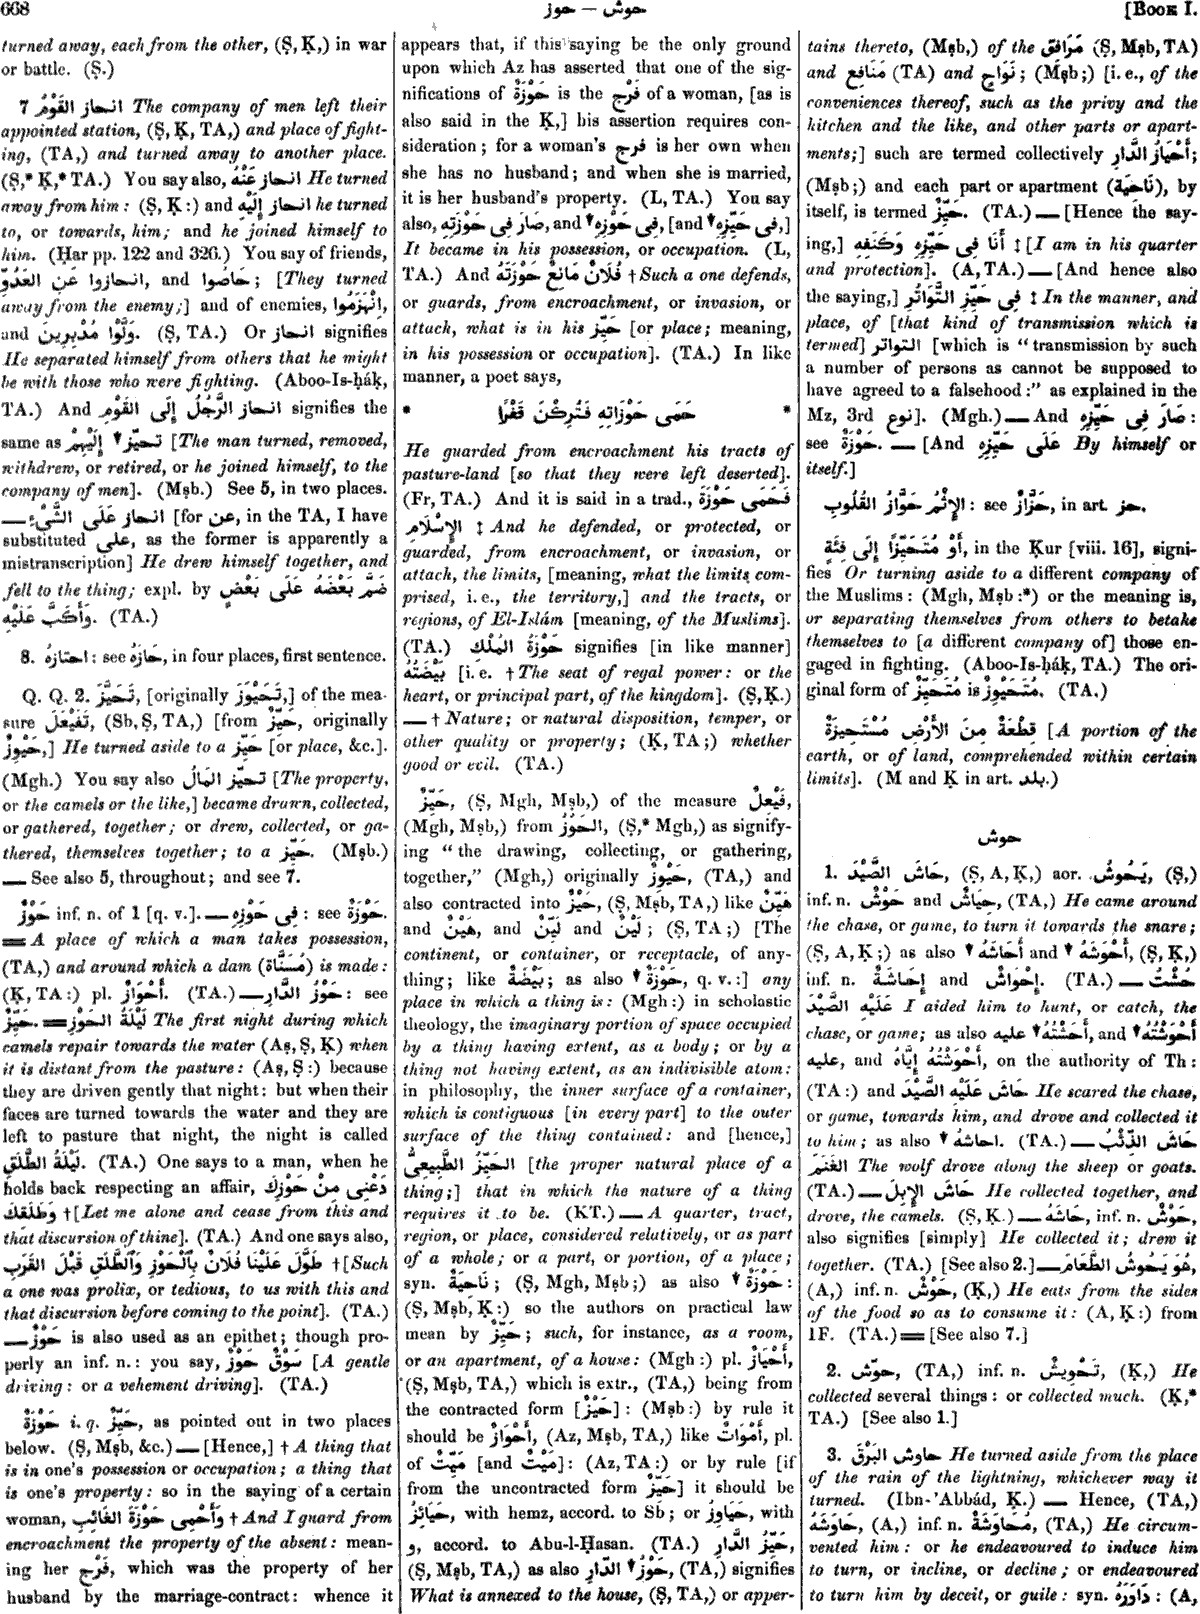 668
حوز — حوش
[BOOK I.
turned away, each from the other, (Ṣ, Ḳ,) in war
or battle. (Ṣ.)
7 انحاز القَوْمُ The company of men left their
appointed station, (Ṣ, Ḳ, TA,) and place of fight-
ing, (TA,) and turned away to another place.
(Ṣ,* Ḳ,* TA.) You say also, انحاز عَنْهُ He turned
away from him: (Ṣ, Ḳ:) and انحاز إِلَيْهِ he turned
to, or towards, him; and he joined himself to
him. (Ḥar pp. 122 and 326.) You say of friends,
انحازوا عَنِ العَدُوِّ, and حَاصُوا; [They turned
away from the enemy;] and of enemies, اِنْهَزَمُوا,
and وَلَّوْا مُدْبِرِينَ. (Ṣ, TA.) Or انحاز signifies
He separated himself from others that he might
be with those who were fighting. (Aboo-Is-ḥáḳ,
TA.) And انحاز الرَّجُلُ إِلَى القَوْمِ signifies the
same as تحيّز▼ إِلَيْهِمْ [The man turned, removed,
withdrew, or retired, or he joined himself, to the
company of men]. (Mṣb.) See 5, in two places.
— انحاز عَلَى الشَّىْءِ [for عن, in the TA, I have
substituted على, as the former is apparently a
mistranscription] He drew himself together, and
fell to the thing; expl. by ضَمَّ بَعْضَهُ عَلَى بَعْضٍ
وَأَكَبَّ عَلَيْهِ. (TA.)
8. احتازهُ: see حَازَهُ, in four places, first sentence.
Q. Q. 2. تَحَيَّزَ, [originally تَحَيْوَزَ,] of the mea-
sure تَفَيْعَلَ, (Sb, Ṣ, TA,) [from حَيِّزٌ, originally
حَيْوِزٌ,] He turned aside to a حَيِّز [or place, &c.].
(Mgh.) You say also تحيّز المَالُ [The property,
or the camels or the like,] became drawn, collected,
or gathered, together; or drew, collected, or ga-
thered, themselves together; to a حَيِّز. (Mṣb.)
— See also 5, throughout; and see 7.
حَوْزٌ inf. n. of 1 [q. v.]. — فِى حَوْزِهِ: see حَوْزَةٌ.
= A place of which a man takes possession,
(TA,) and around which a dam (مُسَنَّاة) is made:
(Ḳ, TA:) pl. أَحْوَازٌ. (TA.) — حَوْزُ الدَّارِ: see
حَيِّزٌ. = لَيْلَةُ الحَوْزِ The first night during which
camels repair towards the water (Aṣ, Ṣ, Ḳ) when
it is distant from the pasture: (Aṣ, Ṣ:) because
they are driven gently that night: but when their
faces are turned towards the water and they are
left to pasture that night, the night is called
لَيْلَةُ الطَّلَقِ. (TA.) One says to a man, when he
holds back respecting an affair, دَعْنِى مِنْ حَوْزِكَ
وَطَلَقِكَ †[Let me alone and cease from this and
that discursion of thine]. (TA.) And one says also,
طَوَّلَ عَلَيْنَا فُلَانٌ بِالْحَوْزِ وَالطَّلَقِ قَبْلَ القَرَبِ †[Such
a one was prolix, or tedious, to us with this and
that discursion before coming to the point]. (TA.)
— حَوْزٌ is also used as an epithet; though pro-
perly an inf. n.: you say, سَوْقٌ حَوْزٌ [A gentle
driving: or a vehement driving]. (TA.)
حَوْزَةٌ i. q. حَيِّزٌ, as pointed out in two places
below. (Ṣ, Mṣb, &c.) — [Hence,] † A thing that
is in one's possession or occupation; a thing that
is one's property: so in the saying of a certain
woman, وَأَحْمِى حَوْزَةَ الغَائِبِ † And I guard from
encroachment the property of the absent: mean-
ing her فَرْج, which was the property of her
husband by the marriage-contract: whence it
appears that, if this saying be the only ground
upon which Az has asserted that one of the sig-
nifications of حَوْزَةٌ is the فَرْج of a woman, [as is
also said in the Ḳ,] his assertion requires con-
sideration; for a woman's فرج is her own when
she has no husband; and when she is married,
it is her husband's property. (L, TA.) You say
also, صَارَ فِى حَوْزَتِهِ, and فِى حَوْزِهِ▼, [and فِى حَيِّزِهِ▼,]
It became in his possession, or occupation. (L,
TA.) And فُلَانٌ مَانِعٌ حَوْزَتَهُ † Such a one defends,
or guards, from encroachment, or invasion, or
attack, what is in his حَيِّز [or place; meaning,
in his possession or occupation]. (TA.) In like
manner, a poet says,
* حَمَى حَوْزَاتِهِ فَتُرِكْنَ قَفْرًا *
He guarded from encroachment his tracts of
pasture-land [so that they were left deserted].
(Fr, TA.) And it is said in a trad., فَحَمَى حَوْزَةَ
الإِسْلَامِ ‡ And he defended, or protected, or
guarded, from encroachment, or invasion, or
attach, the limits, [meaning, what the limits com-
prised, i. e., the territory,] and the tracts, or
regions, of El-Islám [meaning, of the Muslims].
(TA.) حَوْزَةُ المُلْكِ signifies [in like manner]
بَيْضَتُهُ [i. e. † The seat of regal power: or the
heart, or principal part, of the kingdom]. (Ṣ, Ḳ.)
— † Nature; or natural disposition, temper, or
other quality or property; (Ḳ, TA;) whether
good or evil. (TA.)
حَيِّزٌ, (Ṣ, Mgh, Mṣb,) of the measure فَيْعِلٌ,
(Mgh, Mṣb,) from الحَوْزُ, (Ṣ,* Mgh,) as signify-
ing “the drawing, collecting, or gathering,
together,” (Mgh,) originally حَيْوِزٌ, (TA,) and
also contracted into حَيْزٌ, (Ṣ, Mṣb, TA,) like هَيِّنٌ
and هَيْنٌ, and لَيِّنٌ and لَيْنٌ; (Ṣ, TA;) [The
continent, or container, or receptacle, of any-
thing; like بَيْضَةٌ; as also حَوْزَةٌ▼, q. v.:] any
place in which a thing is: (Mgh:) in scholastic
theology, the imaginary portion of space occupied
by a thing having extent, as a body; or by a
thing not having extent, as an indivisible atom:
in philosophy, the inner surface of a container,
which is contiguous [in every part] to the outer
surface of the thing contained: and [hence,]
الحَيِّزُ الطَّبِيعِىُّ [the proper natural place of a
thing;] that in which the nature of a thing
requires it to be. (KT.) — A quarter, tract,
region, or place, considered relatively, or as part
of a whole; or a part, or portion, of a place;
syn. نَاحِيَةٌ; (Ṣ, Mgh, Mṣb;) as also حَوْزَةٌ▼:
(Ṣ, Mṣb, Ḳ:) so the authors on practical law
mean by حَيِّزٌ; such, for instance, as a room,
or an apartment, of a house: (Mgh:) pl. أَحْيَازٌ,
(Ṣ, Mṣb, TA,) which is extr., (TA,) being from
the contracted form [حَيْزٌ]: (Mṣb:) by rule it
should be أَحْوَازٌ, (Az, Mṣb, TA,) like أَمْوَاتٌ, pl.
of مَيِّتٌ [and مَيْتٌ]: (Az, TA:) or by rule [if
from the uncontracted form حَيِّزٌ] it should be
حَيَائِزُ, with hemz, accord. to Sb; or حَيَاوِزُ, with
و, accord. to Abu-l-Ḥasan. (TA.) حَيِّزُ الدَّارِ,
(Ṣ, Mṣb, TA,) as also حَوْزُ▼ الدَّارِ, (TA,) signifies
What is annexed to the house, (Ṣ, TA,) or apper-
tains thereto, (Mṣb,) of the مَرَافِق (Ṣ, Mṣb, TA)
and مَنَافِع (TA) and نَوَاحٍ; (Mṣb;) [i. e., of the
conveniences thereof, such as the privy and the
kitchen and the like, and other parts or apart-
ments;] such are termed collectively أَحْيَازُ الدَّارِ;
(Mṣb;) and each part or apartment (نَاحِيَة), by
itself, is termed حَيِّزٌ. (TA.) — [Hence the say-
ing,] أَنَا فِى حَيِّزِهِ وَكَنَفِهِ ‡ [I am in his quarter
and protection]. (A, TA.) — [And hence also
the saying,] فِى حَيِّزِ التَّوَاتُرِ ‡ In the manner, and
place, of [that kind of transmission which is
termed] التواتر [which is “transmission by such
a number of persons as cannot be supposed to
have agreed to a falsehood:” as explained in the
Mz, 3rd نوع]. (Mgh.) — And صَارَ فِى حَيِّزِهِ:
see حَوْزَةٌ. — [And عَلَى حَيِّزِهِ By himself or
itself.]
الإِثْمُ حَوَّازُ القُلُوبِ: see حَزَّازٌ, in art. حز.
أَوْ مُتَحَيِّزًا إِلَى فِئَةٍ, in the Ḳur [viii. 16], signi-
fies Or turning aside to a different company of
the Muslims: (Mgh, Mṣb:*) or the meaning is,
or separating themselves from others to betake
themselves to [a different company of] those en-
gaged in fighting. (Aboo-Is-ḥáḳ, TA.) The ori-
ginal form of مُتَحَيِّزٌ is مُتَحَيْوِزٌ. (TA.)
قِطْعَةٌ مِنَ الأَرْضِ مُسْتَحِيزَةٌ [A portion of the
earth, or of land, comprehended within certain
limits]. (M and Ḳ in art. بلد.)
حوش
1. حَاشَ الصَّيْدَ, (Ṣ, A, Ḳ,) aor. يَحُوشُ, (Ṣ,)
inf. n. حَوْشٌ and حِيَاشٌ, (TA,) He came around
the chase, or game, to turn it towards the snare;
(Ṣ, A, Ḳ;) as also أَحَاشَهُ▼ and أَحْوَشَهُ▼, (Ṣ, Ḳ,)
inf. n. إِحَاشَةٌ and إِحْوَاشٌ. (TA.) — حُشْتُ
عَلَيْهِ الصَّيْدَ I aided him to hunt, or catch, the
chase, or game; as also أَحَشْتُهُ▼ عليه, and أَحْوَشْتُهُ▼
عليه, and أَحْوَشْتُهُ إِيَّاهُ, on the authority of Th:
(TA:) and حَاشَ عَلَيْهِ الصَّيْدَ He scared the chase,
or game, towards him, and drove and collected it
to him; as also احاشهُ▼. (TA.) — حَاشَ الذِّئْبُ
الغَنَمَ The wolf drove along the sheep or goats.
(TA.) — حَاشَ الإِبِلَ He collected together, and
drove, the camels. (Ṣ, Ḳ.) — حَاشَهُ, inf. n. حَوْشٌ,
also signifies [simply] He collected it; drew it
together. (TA.) [See also 2.] — هُوَ يَحُوشُ الطَّعَامَ,
(A,) inf. n. حَوْشٌ, (Ḳ,) He eats from the sides
of the food so as to consume it: (A, Ḳ:) from
IF. (TA.) = [See also 7.]
2. حوّش, (TA,) inf. n. تَحْوِيشٌ, (Ḳ,) He
collected several things: or collected much. (Ḳ,*
TA.) [See also 1.]
3. حاوش البَرْقَ He turned aside from the place
of the rain of the lightning, whichever way it
turned. (Ibn-'Abbád, Ḳ.) — Hence, (TA,)
حَاوَشَهُ, (A,) inf. n. مُحَاوَشَةٌ, (TA,) He circum-
vented him: or he endeavoured to induce him
to turn, or incline, or decline; or endeavoured
to turn him by deceit, or guile: syn. دَاوَرَهُ: (A,